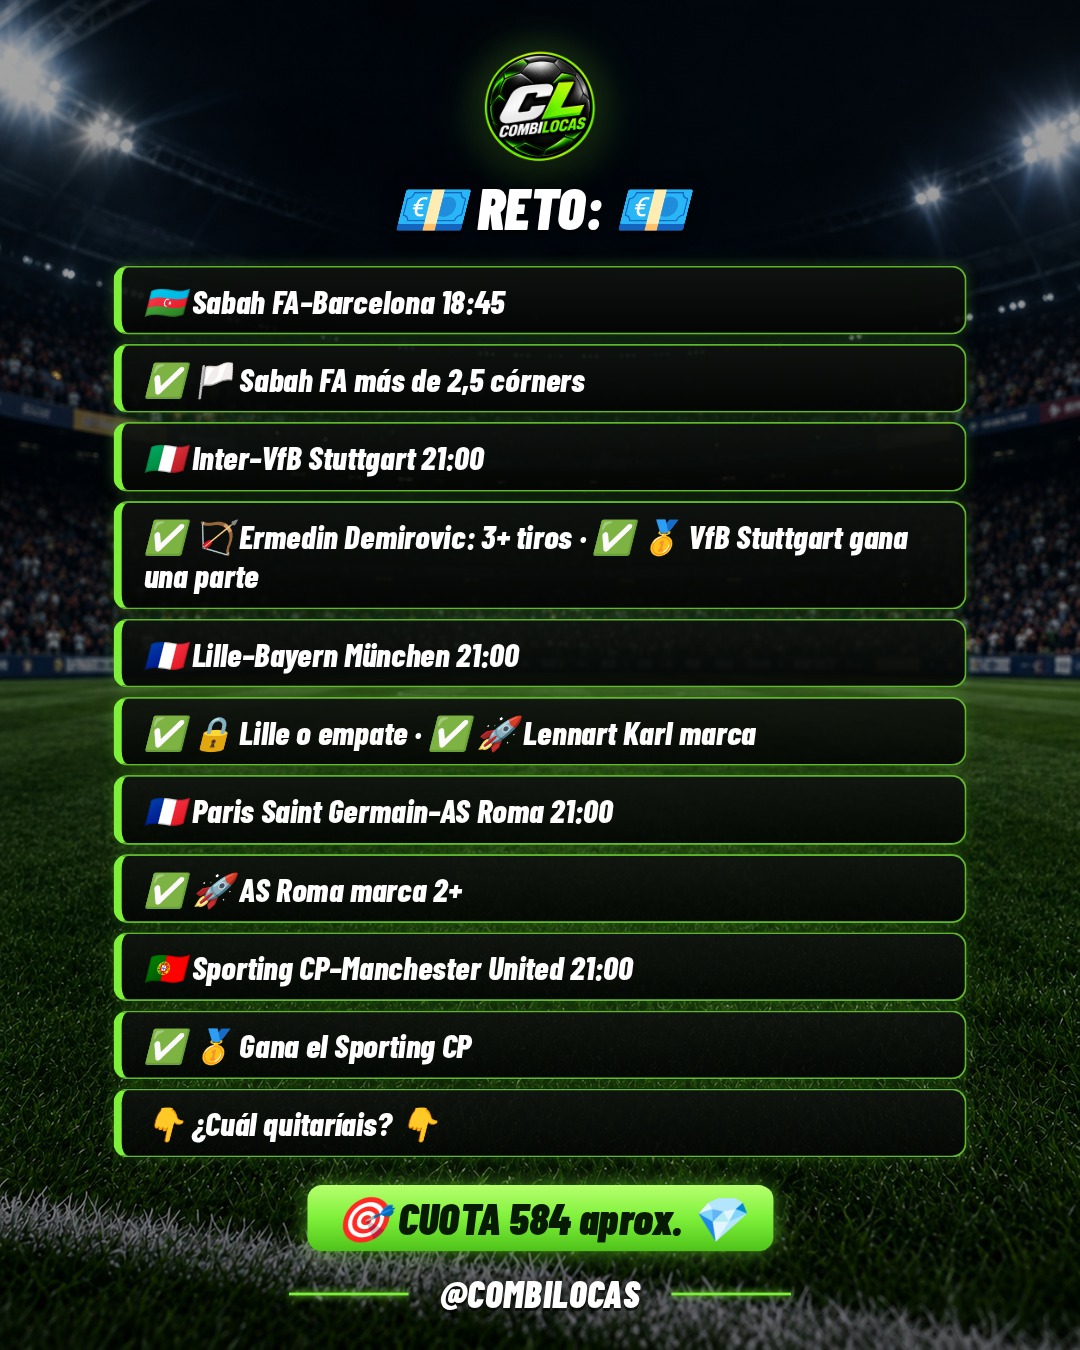 CL
COMBILOCAS
💶 RETO: 💶
🇦🇿 Sabah FA-Barcelona 18:45
✅ 🏳️ Sabah FA más de 2,5 córners
🇮🇹 Inter-VfB Stuttgart 21:00
✅ 🏹 Ermedin Demirovic: 3+ tiros · ✅ 🥇 VfB Stuttgart gana
una parte
🇫🇷 Lille-Bayern München 21:00
✅ 🔒 Lille o empate · ✅ 🚀 Lennart Karl marca
🇫🇷 Paris Saint Germain-AS Roma 21:00
✅ 🚀 AS Roma marca 2+
🇵🇹 Sporting CP-Manchester United 21:00
✅ 🥇 Gana el Sporting CP
👇 ¿Cuál quitaríais? 👇
🎯 CUOTA 584 aprox. 💎
@COMBILOCAS